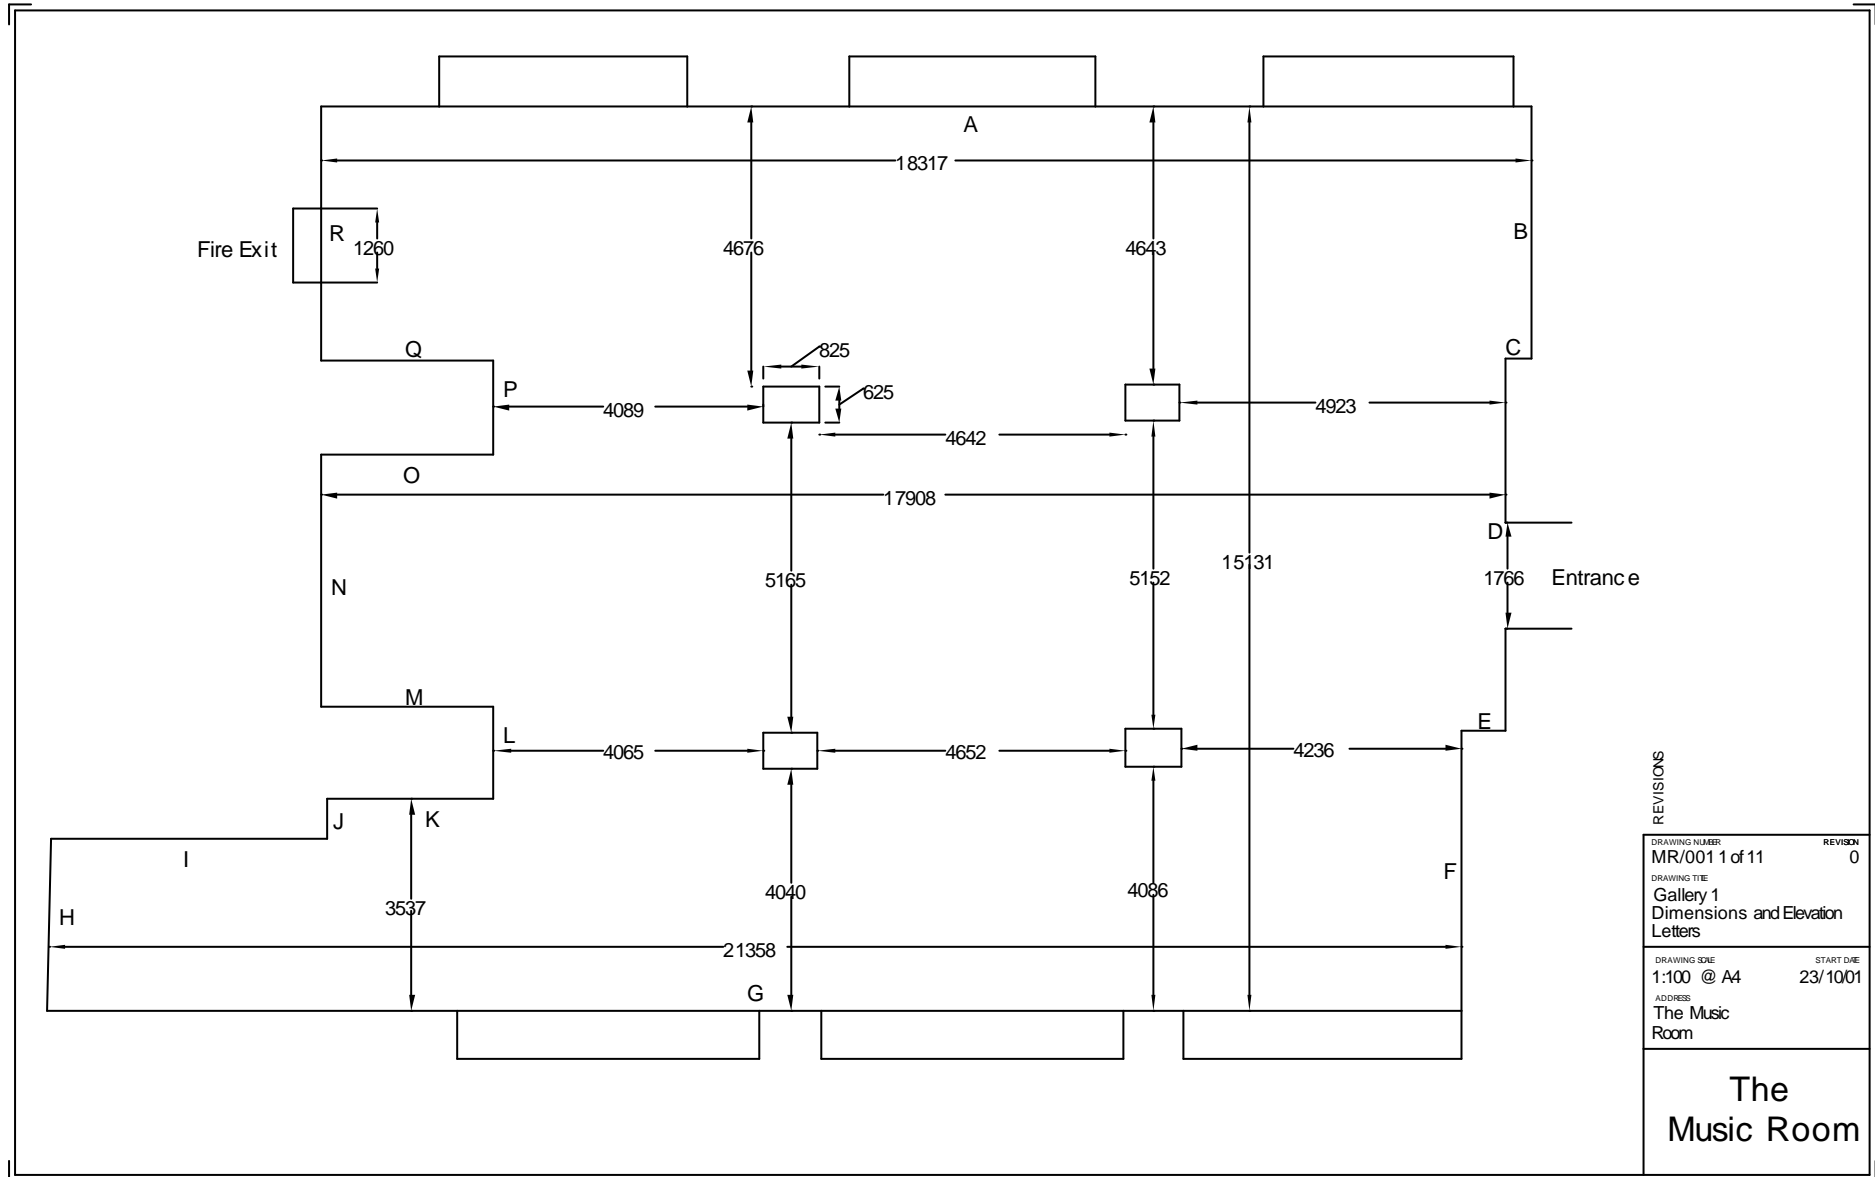 A
18317
R
B
Fire Exit
1260
4676
4643
Q
C
825
P
625
4089
4923
4642
O
17908
D
15131
N
5165
5152
1766
Entrance
M
L
E
4065
4652
4236
J
K
I
F
H
3537
4040
4086
21358
G
REVISIONS
DRAWING NUMBER
REVISION
MR/001 1 of 11
0
DRAWING TITLE
Gallery 1
Dimensions and Elevation
Letters
DRAWING SCALE
START DATE
1:100 @ A4
23/10/01
ADDRESS
The Music
Room
The
Music Room